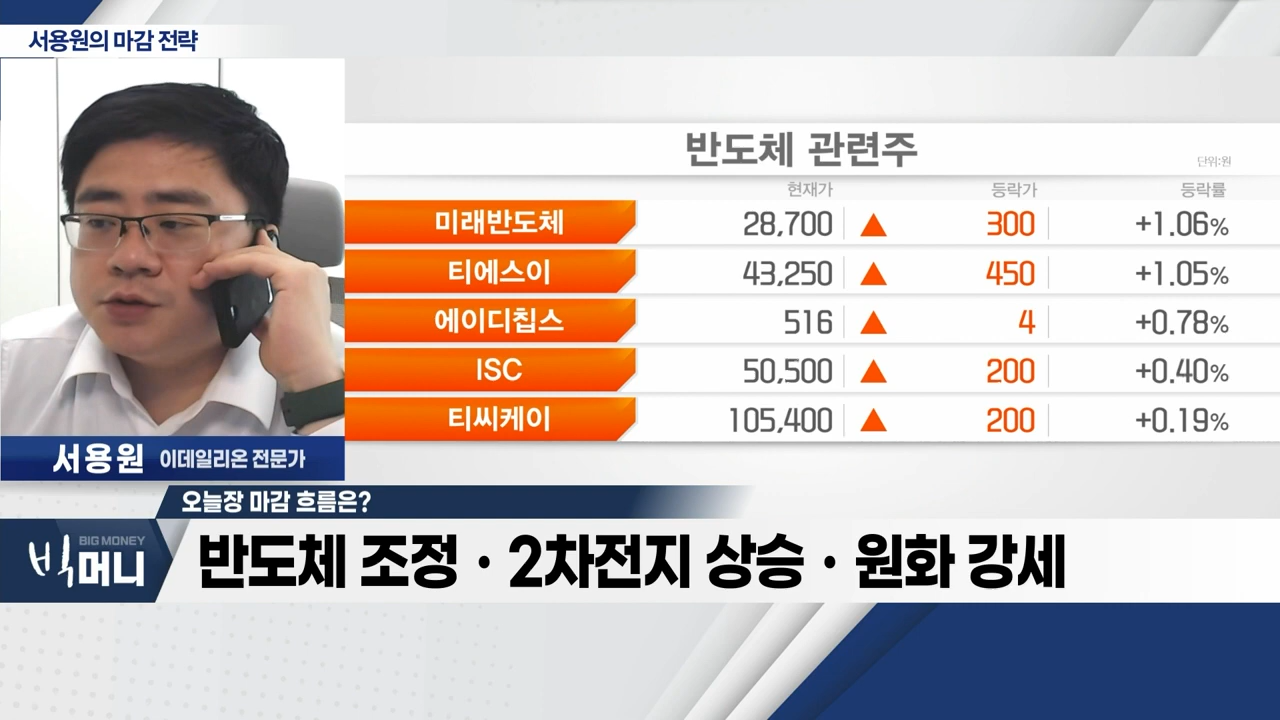 서용원의 마감 전략
반도체 관련주
단위:원
현재가 등락가 등락률
미래반도체 28,700 ▲ 300 +1.06%
티에스이 43,250 ▲ 450 +1.05%
에이디칩스 516 ▲ 4 +0.78%
ISC 50,500 ▲ 200 +0.40%
티씨케이 105,400 ▲ 200 +0.19%
서용원 이데일리온 전문가
오늘장 마감 흐름은?
BIG MONEY
빅머니
반도체 조정 · 2차전지 상승 · 원화 강세